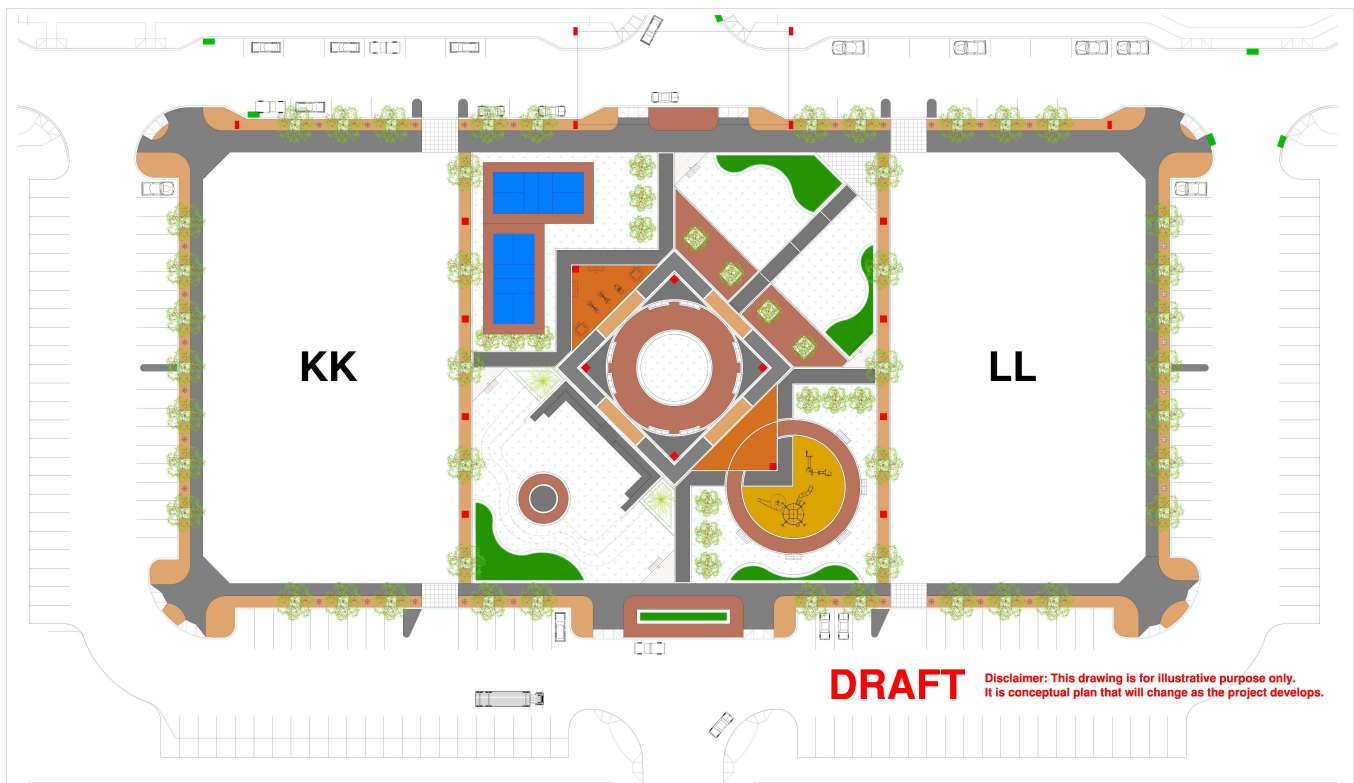 KK
LL
DRAFT
Disclaimer: This drawing is for illustrative purpose only.
It is conceptual plan that will change as the project develops.